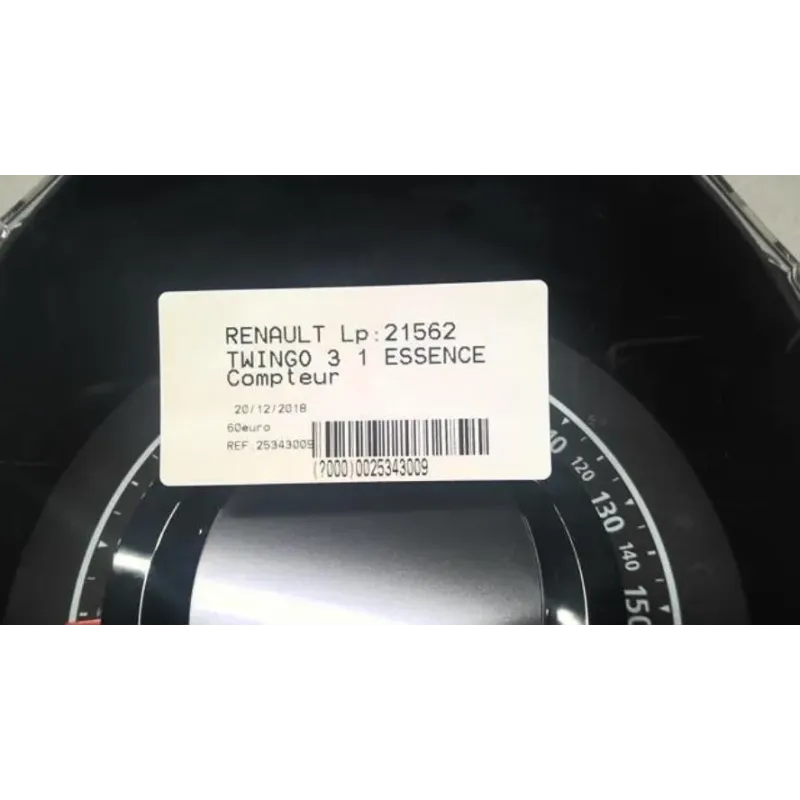 RENAULT Lp:21562
TWINGO 3 1 ESSENCE
Compteur
20/12/2018
60euro
REF:25343009
(?000)0025343009
120
130
140
150